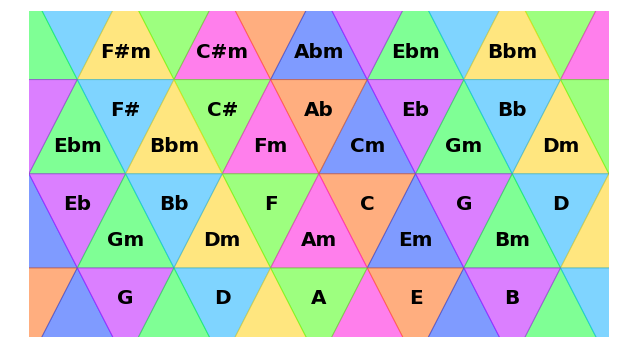 F#m C#m Abm Ebm Bbm
F# C# Ab Eb Bb
Ebm Bbm Fm Cm Gm Dm
Eb Bb F C G D
Gm Dm Am Em Bm
G D A E B